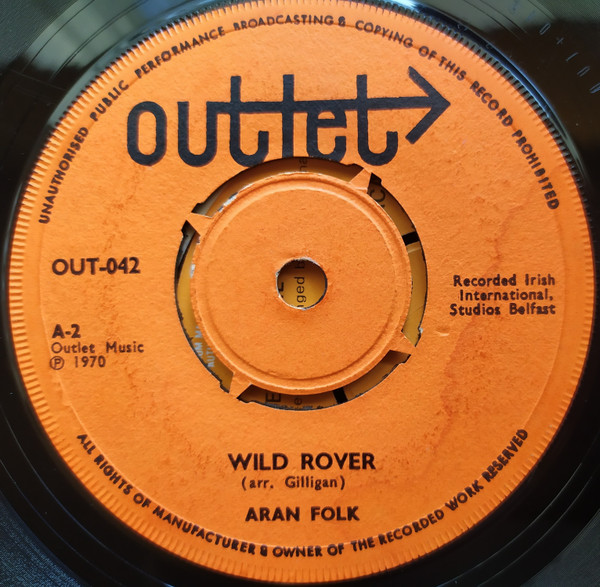 UNAUTHORISED PUBLIC PERFORMANCE BROADCASTING & COPYING OF THIS RECORD PROHIBITED
outlet
OUT-042
Recorded Irish
International,
Studios Belfast
A-2
Outlet Music
Ⓟ 1970
WILD ROVER
(arr. Gilligan)
ARAN FOLK
ALL RIGHTS OF MANUFACTURER & OWNER OF THE RECORDED WORK RESERVED